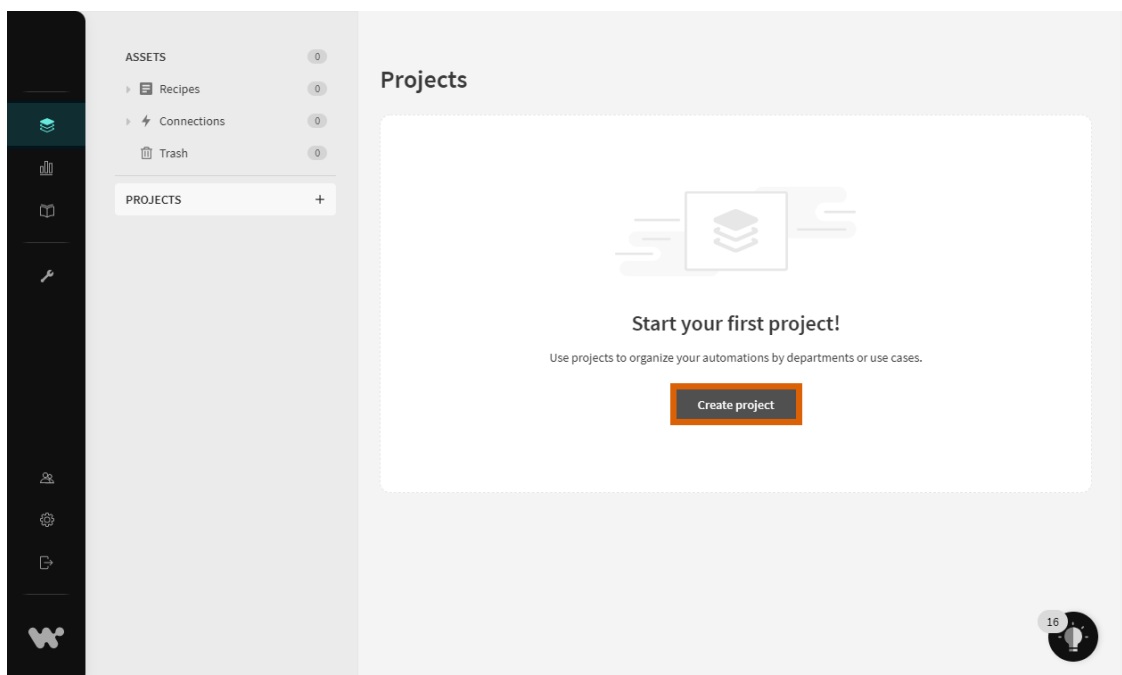 ASSETS 0
Recipes 0
Connections 0
Trash 0
PROJECTS +
Projects
Start your first project!
Use projects to organize your automations by departments or use cases.
Create project
16